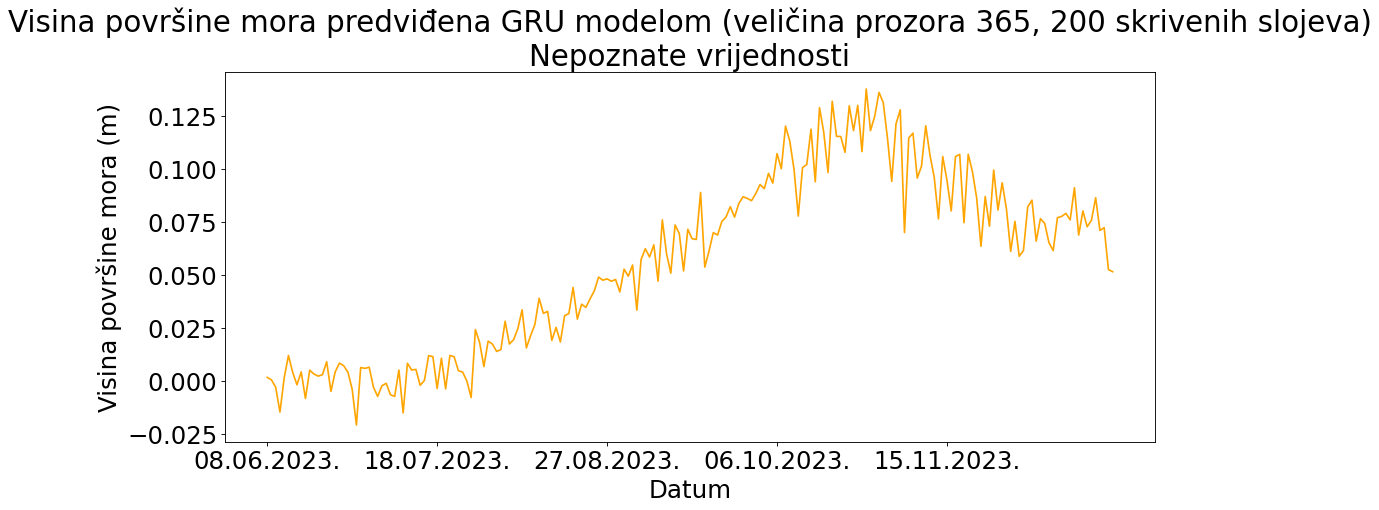 Visina površine mora predviđena GRU modelom (veličina prozora 365, 200 skrivenih slojeva)
Nepoznate vrijednosti
Visina površine mora (m)
0.125
0.100
0.075
0.050
0.025
0.000
−0.025
08.06.2023. 18.07.2023. 27.08.2023. 06.10.2023. 15.11.2023.
Datum